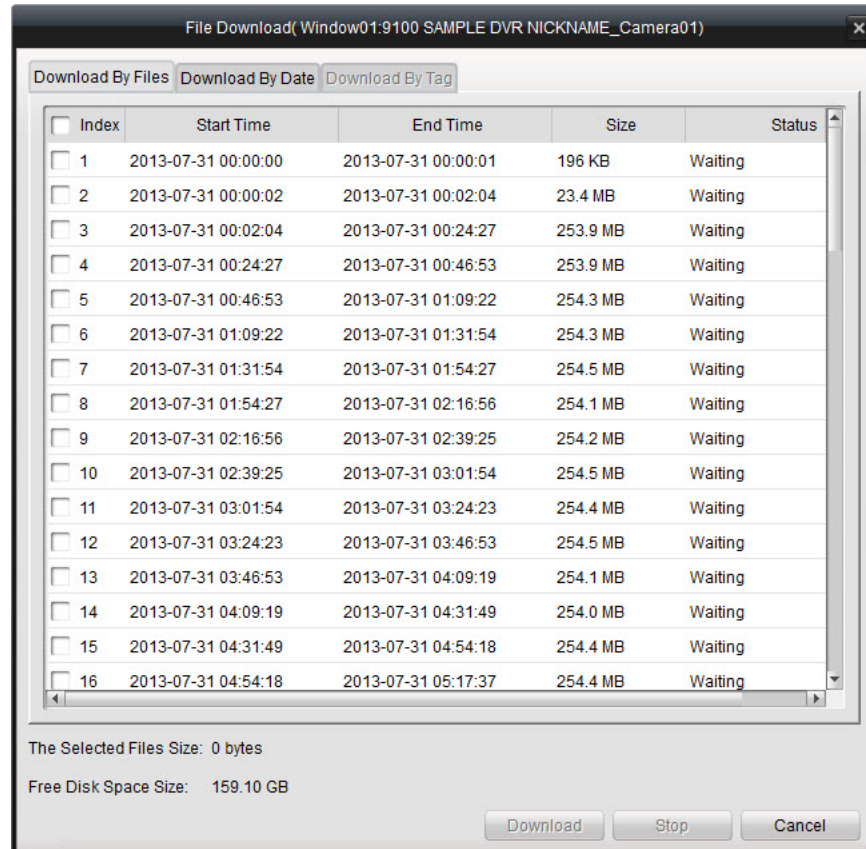 File Download( Window01:9100 SAMPLE DVR NICKNAME_Camera01)
Download By Files Download By Date Download By Tag
Index Start Time End Time Size Status
1 2013-07-31 00:00:00 2013-07-31 00:00:01 196 KB Waiting
2 2013-07-31 00:00:02 2013-07-31 00:02:04 23.4 MB Waiting
3 2013-07-31 00:02:04 2013-07-31 00:24:27 253.9 MB Waiting
4 2013-07-31 00:24:27 2013-07-31 00:46:53 253.9 MB Waiting
5 2013-07-31 00:46:53 2013-07-31 01:09:22 254.3 MB Waiting
6 2013-07-31 01:09:22 2013-07-31 01:31:54 254.3 MB Waiting
7 2013-07-31 01:31:54 2013-07-31 01:54:27 254.5 MB Waiting
8 2013-07-31 01:54:27 2013-07-31 02:16:56 254.1 MB Waiting
9 2013-07-31 02:16:56 2013-07-31 02:39:25 254.2 MB Waiting
10 2013-07-31 02:39:25 2013-07-31 03:01:54 254.5 MB Waiting
11 2013-07-31 03:01:54 2013-07-31 03:24:23 254.4 MB Waiting
12 2013-07-31 03:24:23 2013-07-31 03:46:53 254.5 MB Waiting
13 2013-07-31 03:46:53 2013-07-31 04:09:19 254.1 MB Waiting
14 2013-07-31 04:09:19 2013-07-31 04:31:49 254.0 MB Waiting
15 2013-07-31 04:31:49 2013-07-31 04:54:18 254.4 MB Waiting
16 2013-07-31 04:54:18 2013-07-31 05:17:37 254.4 MB Waiting
The Selected Files Size: 0 bytes
Free Disk Space Size: 159.10 GB
Download Stop Cancel